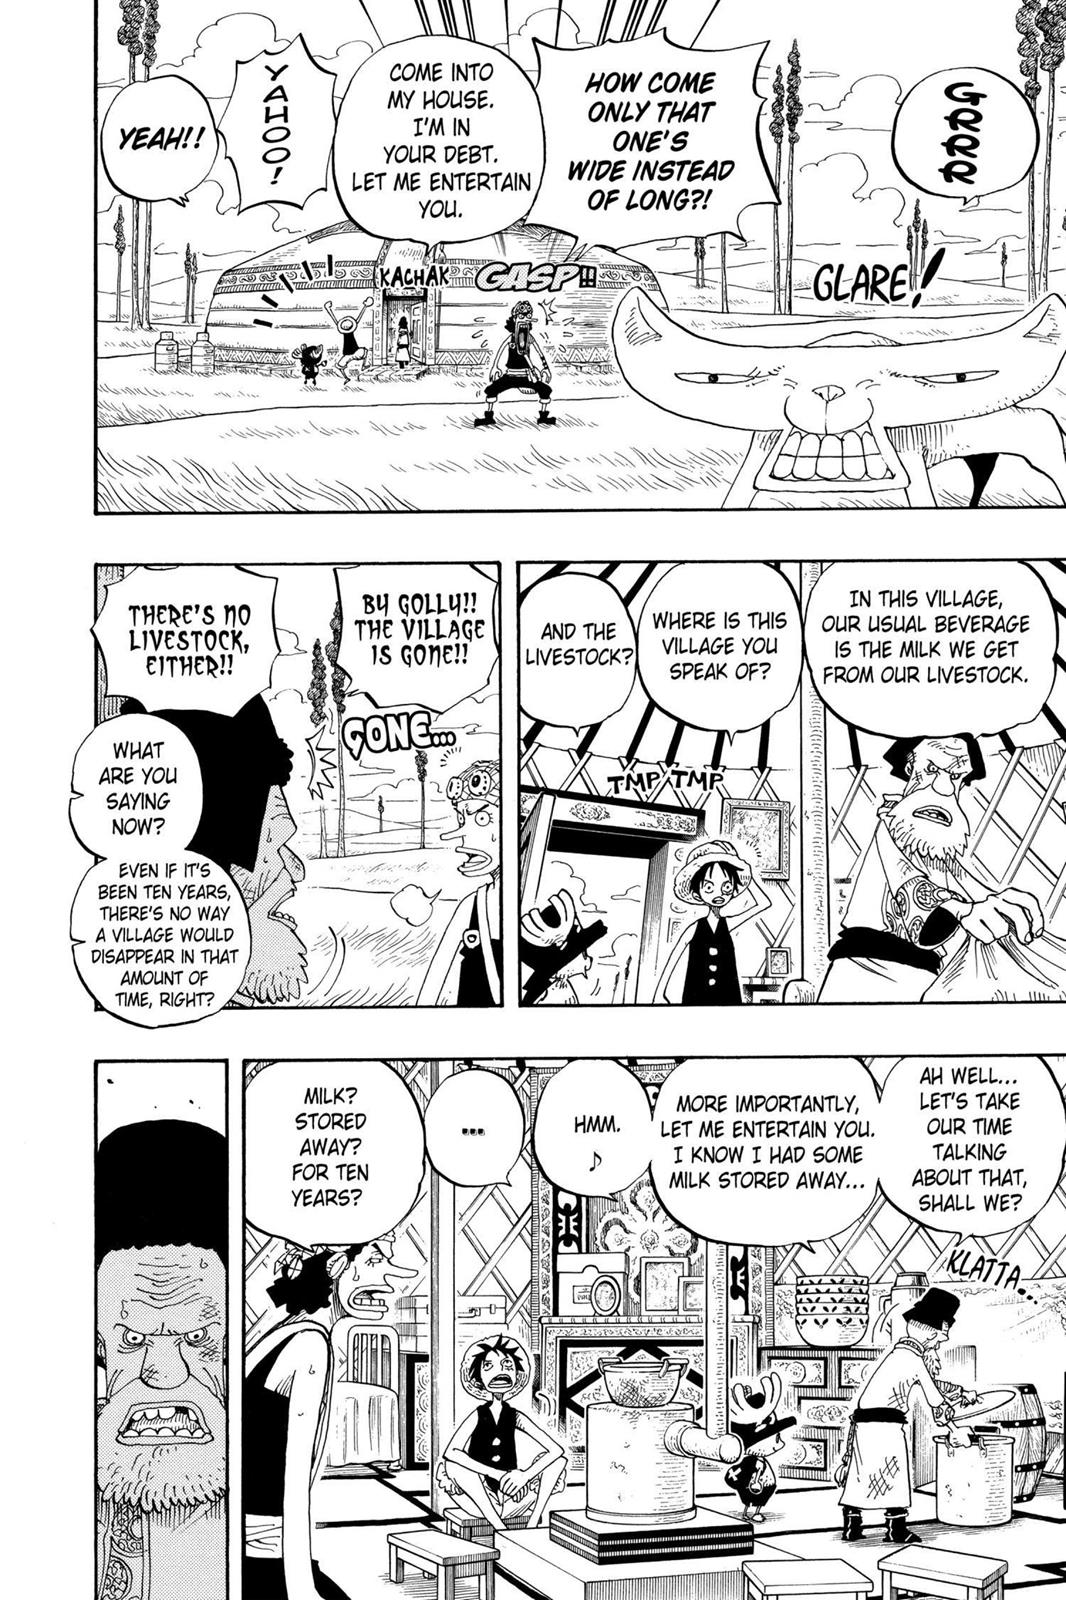 GRRR
GLARE!
HOW COME
ONLY THAT
ONE'S
WIDE INSTEAD
OF LONG?!
GASP!!
COME INTO
MY HOUSE.
I'M IN
YOUR DEBT.
LET ME ENTERTAIN
YOU.
KACHAK
YAHOO!
YEAH!!
IN THIS VILLAGE,
OUR USUAL BEVERAGE
IS THE MILK WE GET
FROM OUR LIVESTOCK.
WHERE IS THIS
VILLAGE YOU
SPEAK OF?
AND THE
LIVESTOCK?
TMP TMP
BY GOLLY!!
THE VILLAGE
IS GONE!!
GONE...
THERE'S NO
LIVESTOCK,
EITHER!!
WHAT
ARE YOU
SAYING
NOW?
EVEN IF IT'S
BEEN TEN YEARS,
THERE'S NO WAY
A VILLAGE WOULD
DISAPPEAR IN THAT
AMOUNT OF
TIME, RIGHT?
AH WELL...
LET'S TAKE
OUR TIME
TALKING
ABOUT THAT,
SHALL WE?
KLATTA...
MORE IMPORTANTLY,
LET ME ENTERTAIN YOU.
I KNOW I HAD SOME
MILK STORED AWAY...
HMM.
♪
...
MILK?
STORED
AWAY?
FOR TEN
YEARS?